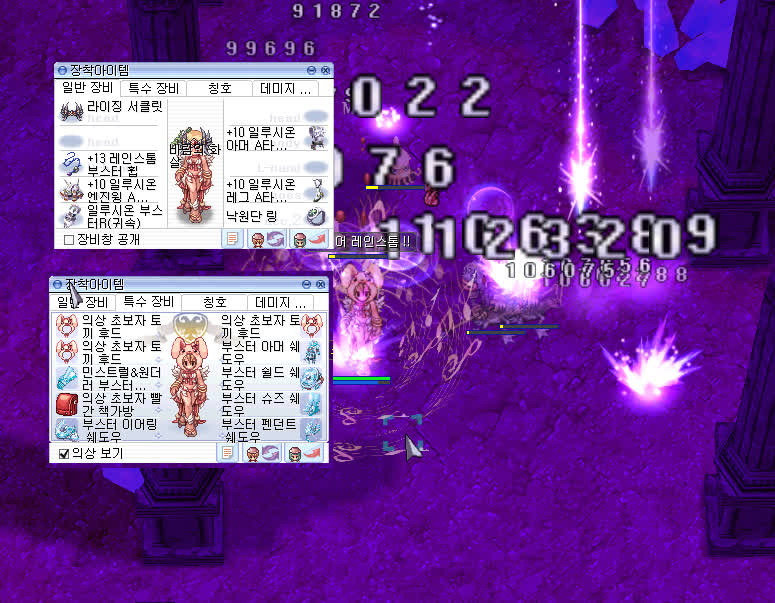 91872
99696
장착아이템
일반 장비 특수 장비 칭호 데미지 ...
라이징 서클릿
+10 일루시온
아머 A타...
+13 레인스톰
부스터 휩
+10 일루시온
엔진윙 A...
+10 일루시온
레그 A타...
일루시온 부스
터R(귀속)
낙원단 링
장비창 공개
022
76
레인스톰!!
장착아이템
일반 장비 특수 장비 칭호 데미지 ...
의상 초보자 토
끼 후드
의상 초보자 토
끼 후드
의상 초보자 토
끼 후드
부스터 아머 쉐
도우
민스트럴&원더
러 부스터...
부스터 쉴드 쉐
도우
의상 초보자 빨
간 책가방
부스터 슈즈 쉐
도우
부스터 이어링
쉐도우
부스터 펜던트
쉐도우
의상 보기